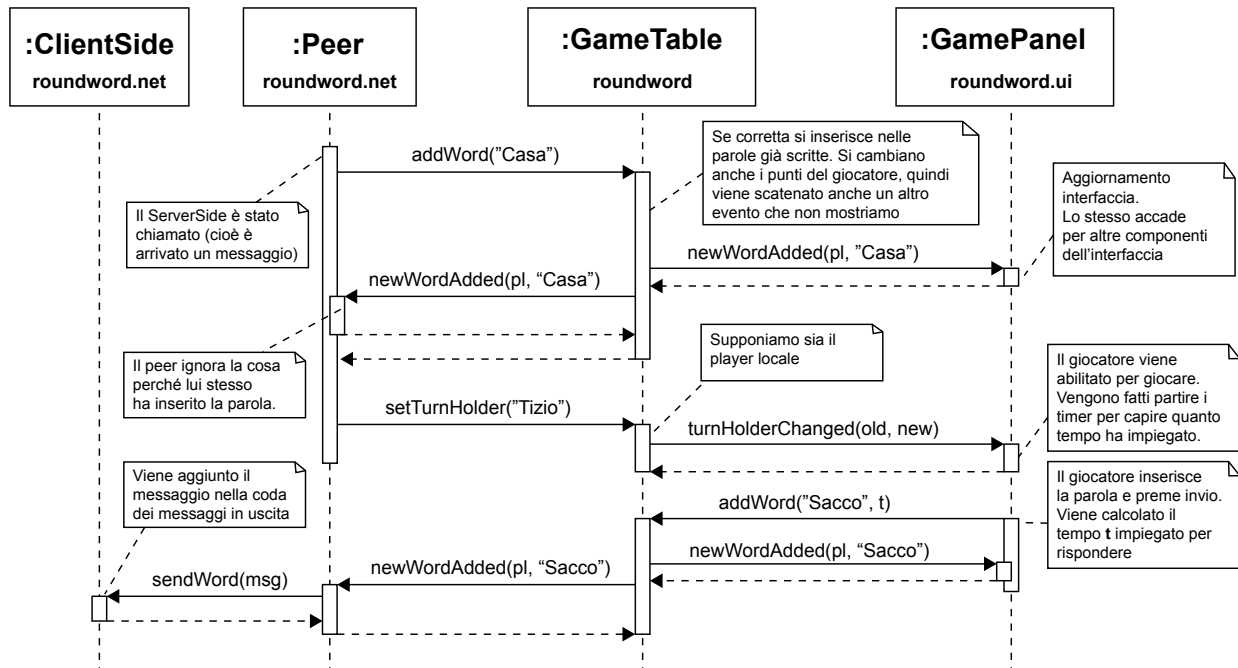 :ClientSide
roundword.net
:Peer
roundword.net
:GameTable
roundword
:GamePanel
roundword.ui
addWord(”Casa”)
Se corretta si inserisce nelle
parole già scritte. Si cambiano
anche i punti del giocatore, quindi
viene scatenato anche un altro
evento che non mostriamo
Aggiornamento
interfaccia.
Lo stesso accade
per altre componenti
dell’interfaccia
Il ServerSide è stato
chiamato (cioè è
arrivato un messaggio)
newWordAdded(pl, “Casa”)
newWordAdded(pl, “Casa”)
Supponiamo sia il
player locale
Il peer ignora la cosa
perché lui stesso
ha inserito la parola.
Il giocatore viene
abilitato per giocare.
Vengono fatti partire i
timer per capire quanto
tempo ha impiegato.
setTurnHolder(”Tizio”)
turnHolderChanged(old, new)
Viene aggiunto il
messaggio nella coda
dei messaggi in uscita
Il giocatore inserisce
la parola e preme invio.
Viene calcolato il
tempo t impiegato per
rispondere
addWord(”Sacco”, t)
newWordAdded(pl, “Sacco”)
newWordAdded(pl, “Sacco”)
sendWord(msg)